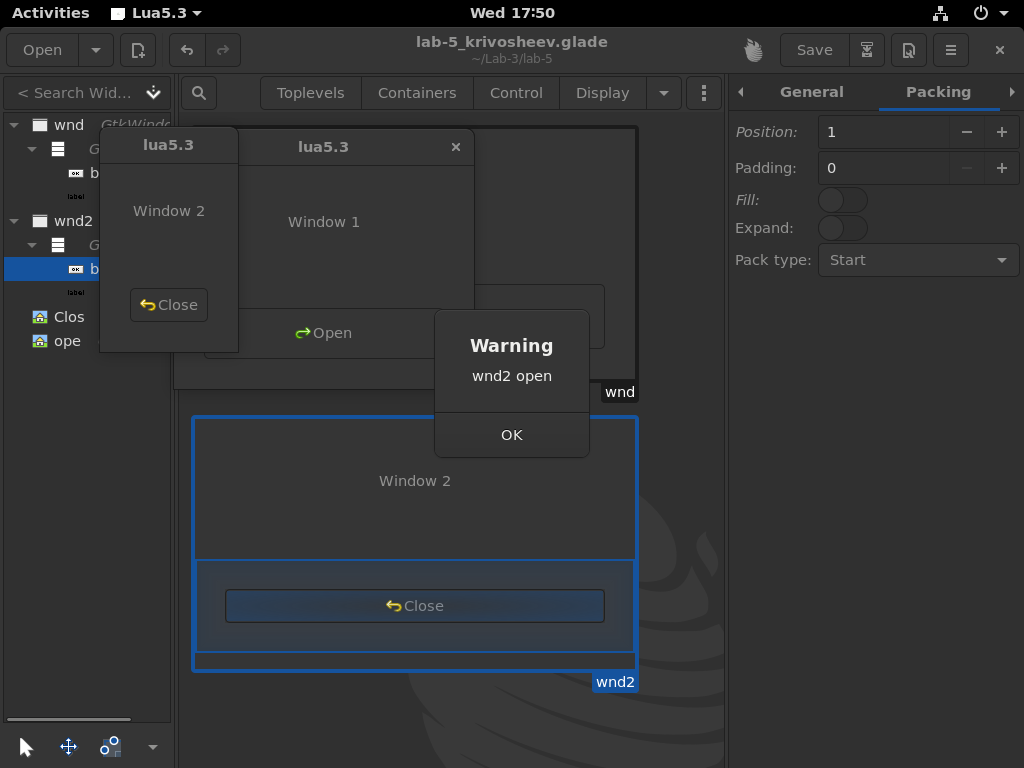 Activities
Lua5.3
Wed 17:50
Open
lab-5_krivosheev.glade
~/Lab-3/lab-5
Save
< Search Wid...
Toplevels
Containers
Control
Display
General
Packing
wnd GtkWindo
G
OK b
label
wnd2
G
OK b
label
Clos
ope
lua5.3
Window 2
Close
lua5.3
Window 1
Open
Warning
wnd2 open
OK
wnd
Window 2
Close
wnd2
Position: 1
Padding: 0
Fill:
Expand:
Pack type: Start